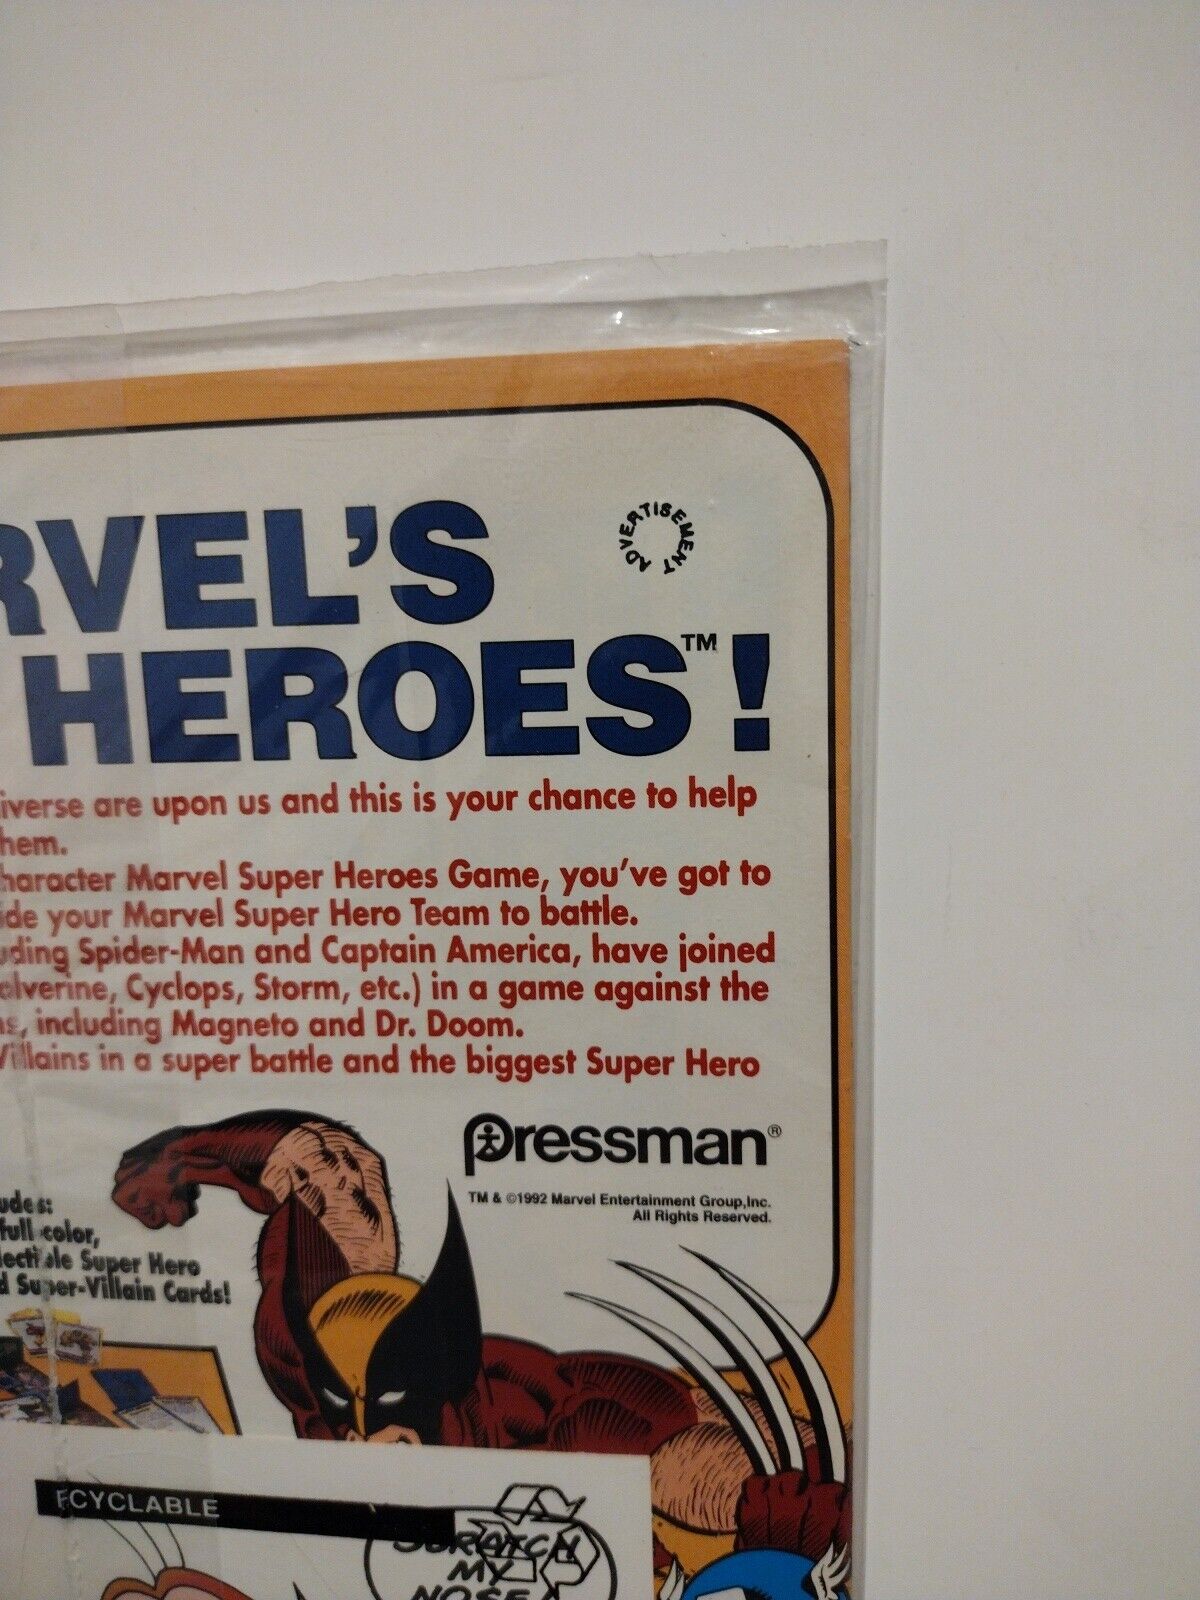 RVEL'S
ADVERTISEMENT
HEROES™!
iverse are upon us and this is your chance to help
hem.
haracter Marvel Super Heroes Game, you've got to
ide your Marvel Super Hero Team to battle.
uding Spider-Man and Captain America, have joined
olverine, Cyclops, Storm, etc.) in a game against the
ns, including Magneto and Dr. Doom.
Villains in a super battle and the biggest Super Hero
Pressman®
TM & ©1992 Marvel Entertainment Group,Inc.
All Rights Reserved.
udes:
full color,
lectible Super Hero
d Super-Villain Cards!
ECYCLABLE
SCRATCH
MY
NOSE